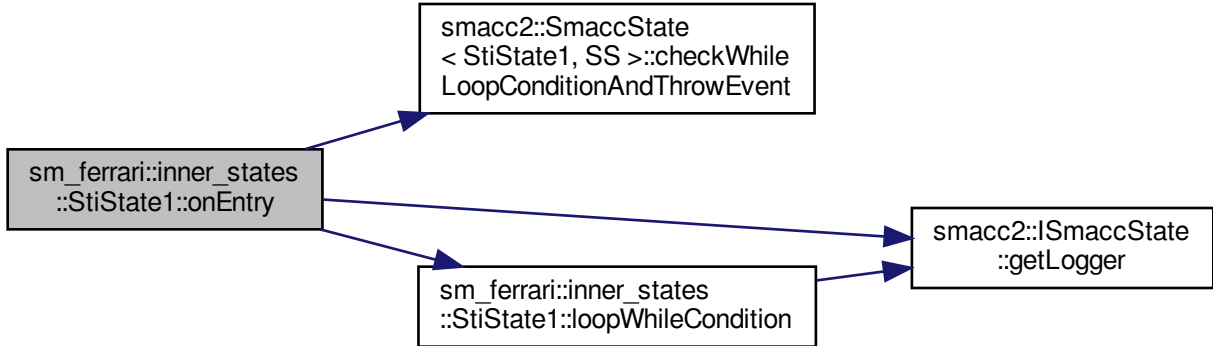 smacc2::SmaccState
< StiState1, SS >::checkWhile
LoopConditionAndThrowEvent
sm_ferrari::inner_states
::StiState1::onEntry
smacc2::ISmaccState
::getLogger
sm_ferrari::inner_states
::StiState1::loopWhileCondition